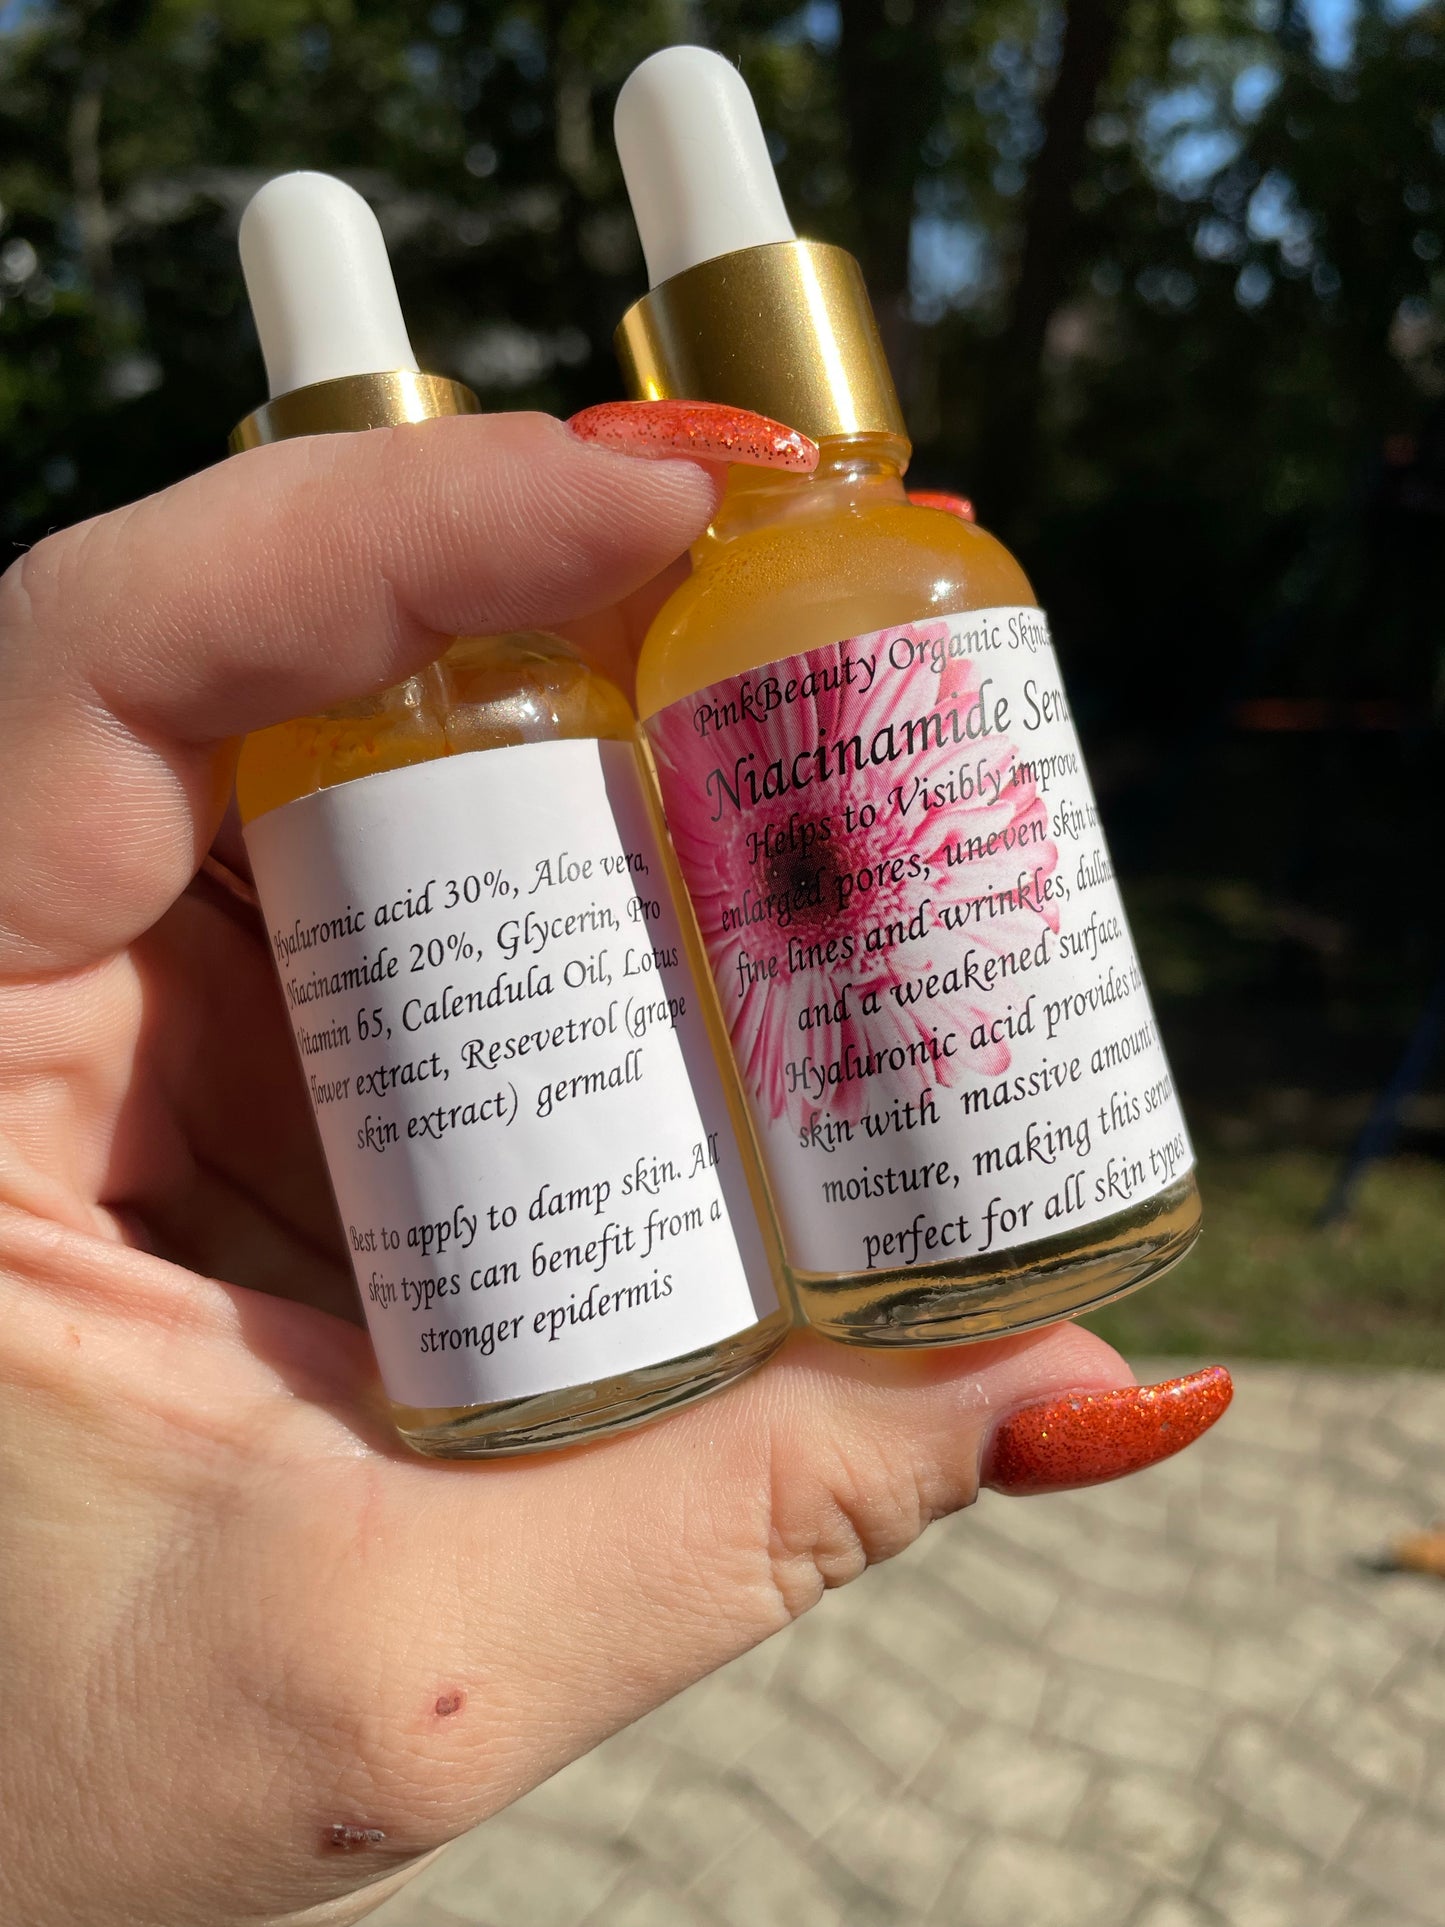 Hyaluronic acid 30%, Aloe vera,
Niacinamide 20%, Glycerin, Pro
Vitamin b5, Calendula Oil, Lotus
flower extract, Resevetrol (grape
skin extract) germall
Best to apply to damp skin. All
skin types can benefit from a
stronger epidermis
PinkBeauty Organic
Niacinamide
Helps to Visibly improve
enlarged pores, uneven skin
fine lines and wrinkles,
and a weakened surface.
Hyaluronic acid provides
skin with massive amount
moisture, making this serum
perfect for all skin types